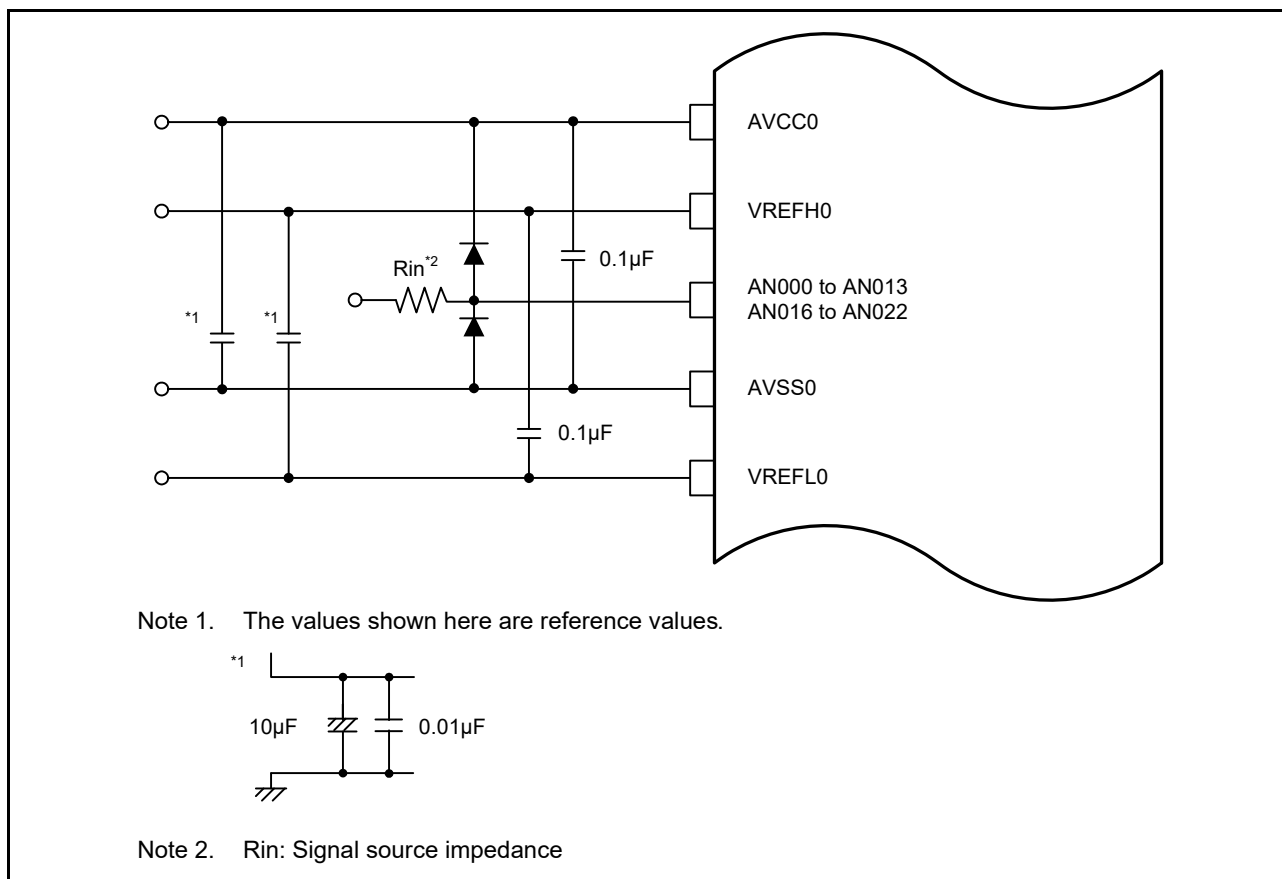 AVCC0
VREFH0
0.1µF
Rin*2
AN000 to AN013
AN016 to AN022
*1
*1
AVSS0
0.1µF
VREFL0
Note 1. The values shown here are reference values.
*1
10µF
0.01µF
Note 2. Rin: Signal source impedance